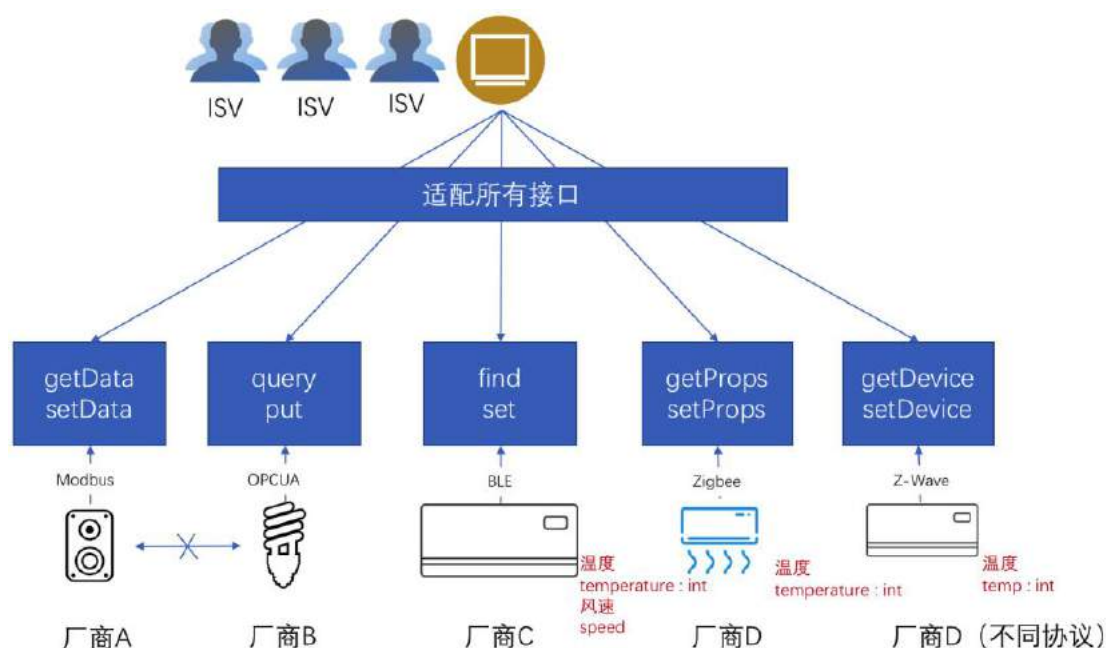 ISV
ISV
ISV
适配所有接口
getData
setData
query
put
find
set
getProps
setProps
getDevice
setDevice
Modbus
OPCUA
BLE
Zigbee
Z-Wave
温度
temperature : int
风速
speed
温度
temperature : int
温度
temp : int
厂商A
厂商B
厂商C
厂商D
厂商D（不同协议）